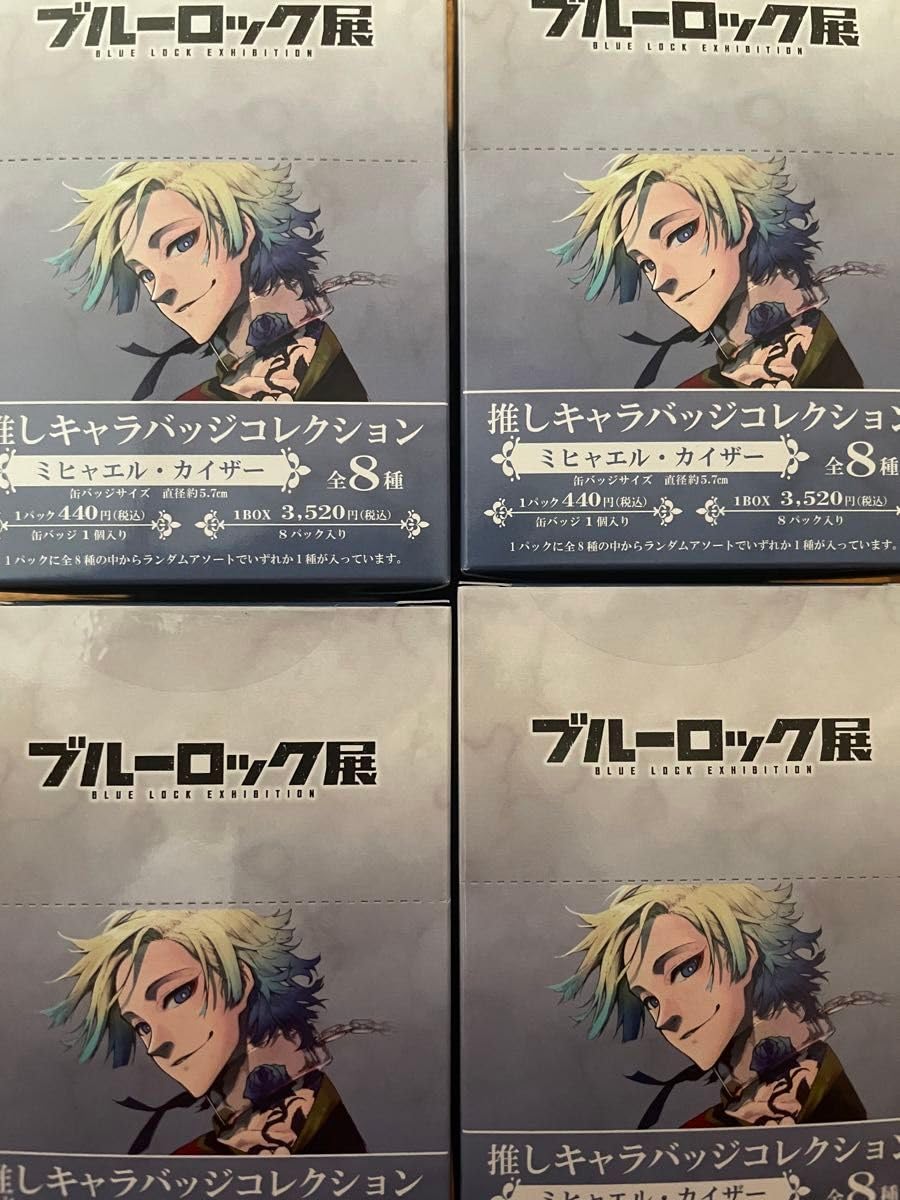 ブルーロック展
BLUE LOCK EXHIBITION
推しキャラバッジコレクション
ミヒャエル・カイザー
全8種
缶バッジサイズ 直径約5.7cm
1パック 440円(税込)
缶バッジ 1個入り
1BOX 3,520円(税込)
8パック入り
1パックに全8種の中からランダムアソートでいずれか1種が入っています。
ブルーロック展
BLUE LOCK EXHIBITION
推しキャラバッジコレクション
ミヒャエル・カイザー
全8種
缶バッジサイズ 直径約5.7cm
1パック 440円(税込)
缶バッジ 1個入り
1BOX 3,520円(税込)
8パック入り
1パックに全8種の中からランダムアソートでいずれか1種が入っています。
ブルーロック展
BLUE LOCK EXHIBITION
推しキャラバッジコレクション
ブルーロック展
BLUE LOCK EXHIBITION
推しキャラバッジコレクション
ミヒャエル・カイザー
全8種